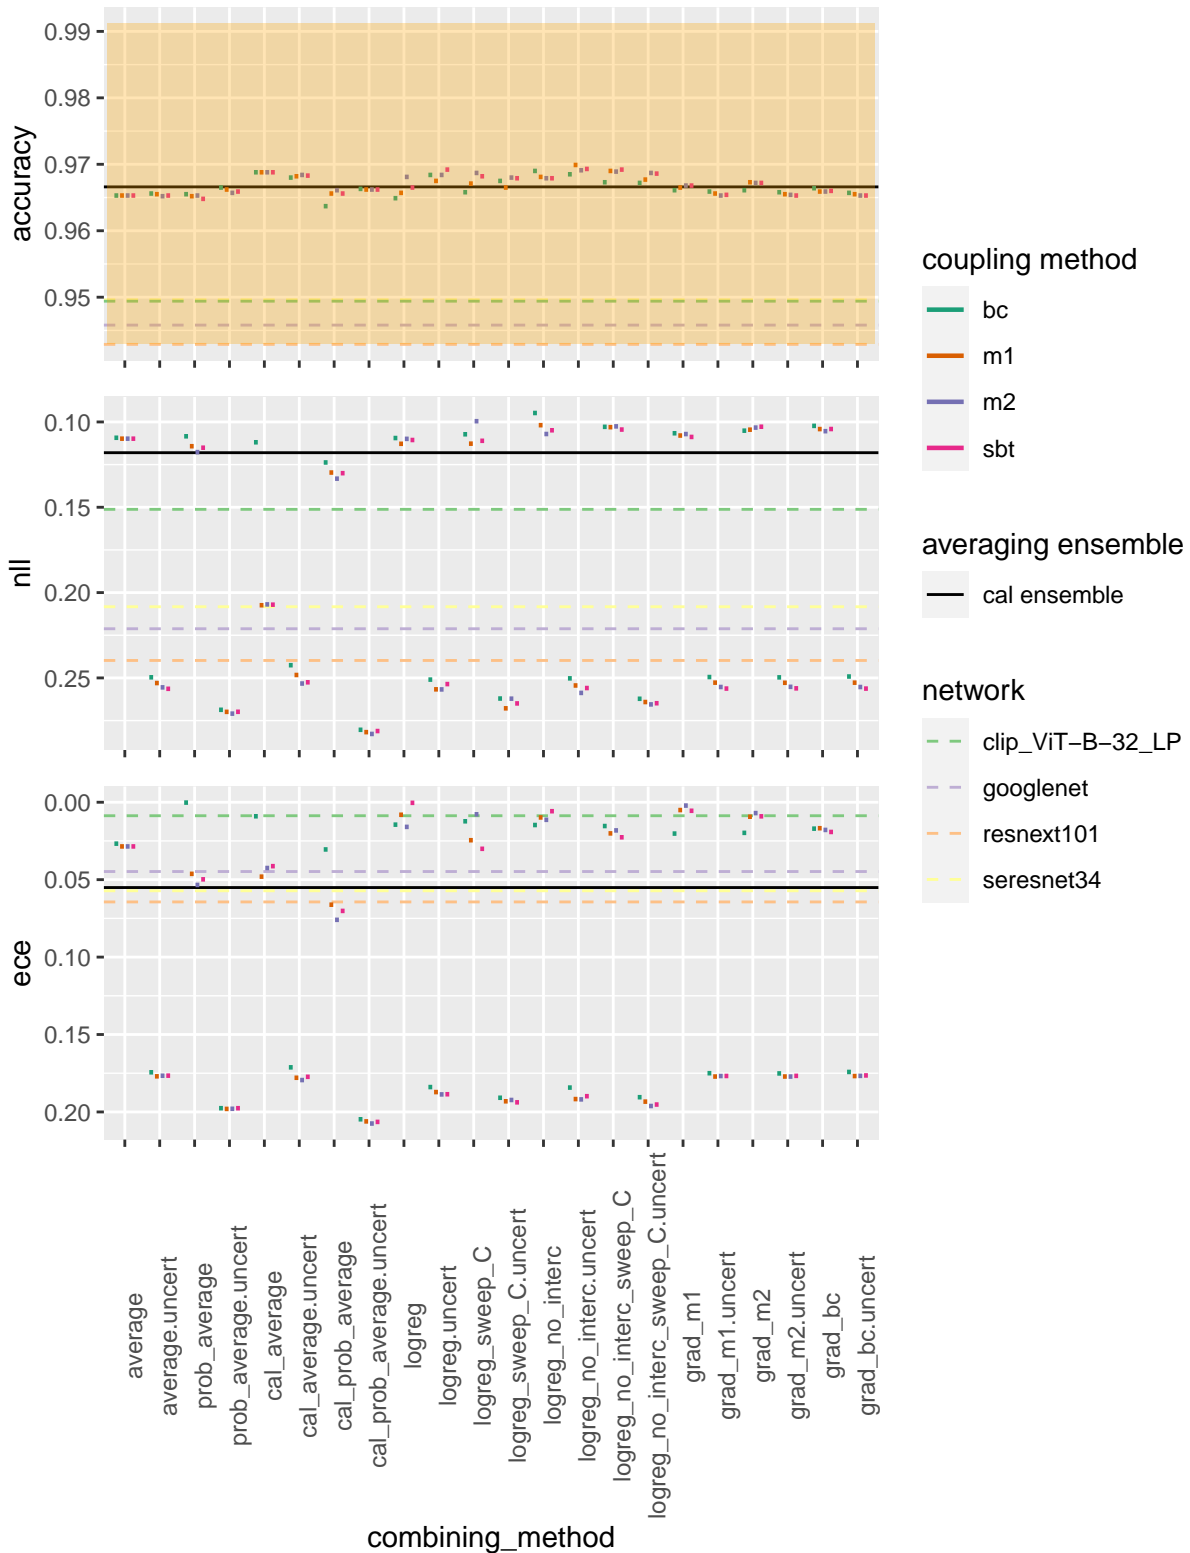 accuracy
0.99
0.98
0.97
0.96
0.95
nll
0.10
0.15
0.20
0.25
ece
0.00
0.05
0.10
0.15
0.20
average
average.uncert
prob_average
prob_average.uncert
cal_average
cal_average.uncert
cal_prob_average
cal_prob_average.uncert
logreg
logreg.uncert
logreg_sweep_C
logreg_sweep_C.uncert
logreg_no_interc
logreg_no_interc.uncert
logreg_no_interc_sweep_C
logreg_no_interc_sweep_C.uncert
grad_m1
grad_m1.uncert
grad_m2
grad_m2.uncert
grad_bc
grad_bc.uncert
combining_method
coupling method
bc
m1
m2
sbt
averaging ensemble
cal ensemble
network
clip_ViT−B−32_LP
googlenet
resnext101
seresnet34